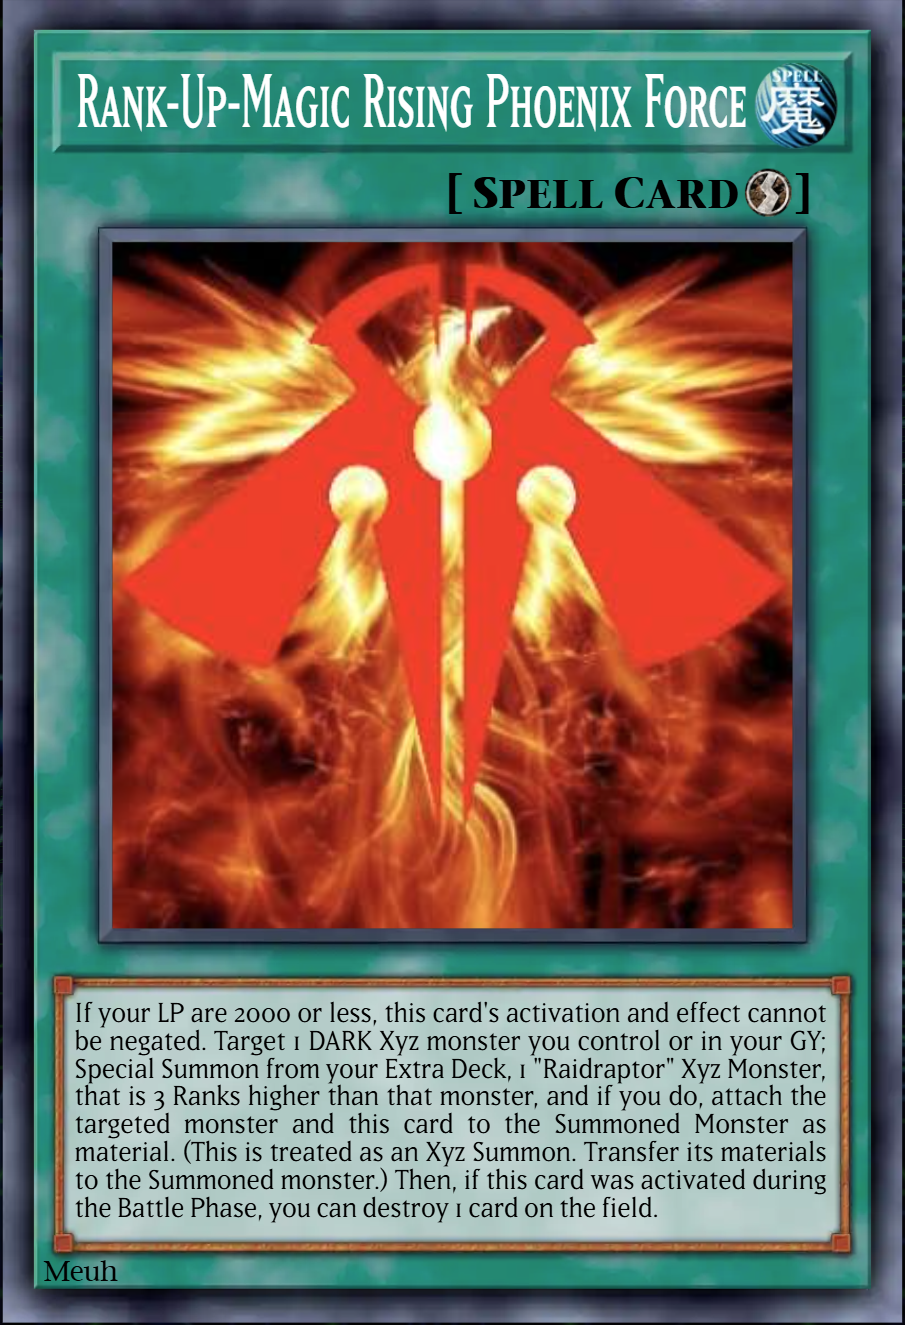 Rank-Up-Magic Rising Phoenix Force
SPELL
魔
[ Spell Card ]
If your LP are 2000 or less, this card's activation and effect cannot
be negated. Target 1 DARK Xyz monster you control or in your GY;
Special Summon from your Extra Deck, 1 "Raidraptor" Xyz Monster,
that is 3 Ranks higher than that monster, and if you do, attach the
targeted monster and this card to the Summoned Monster as
material. (This is treated as an Xyz Summon. Transfer its materials
to the Summoned monster.) Then, if this card was activated during
the Battle Phase, you can destroy 1 card on the field.
Meuh